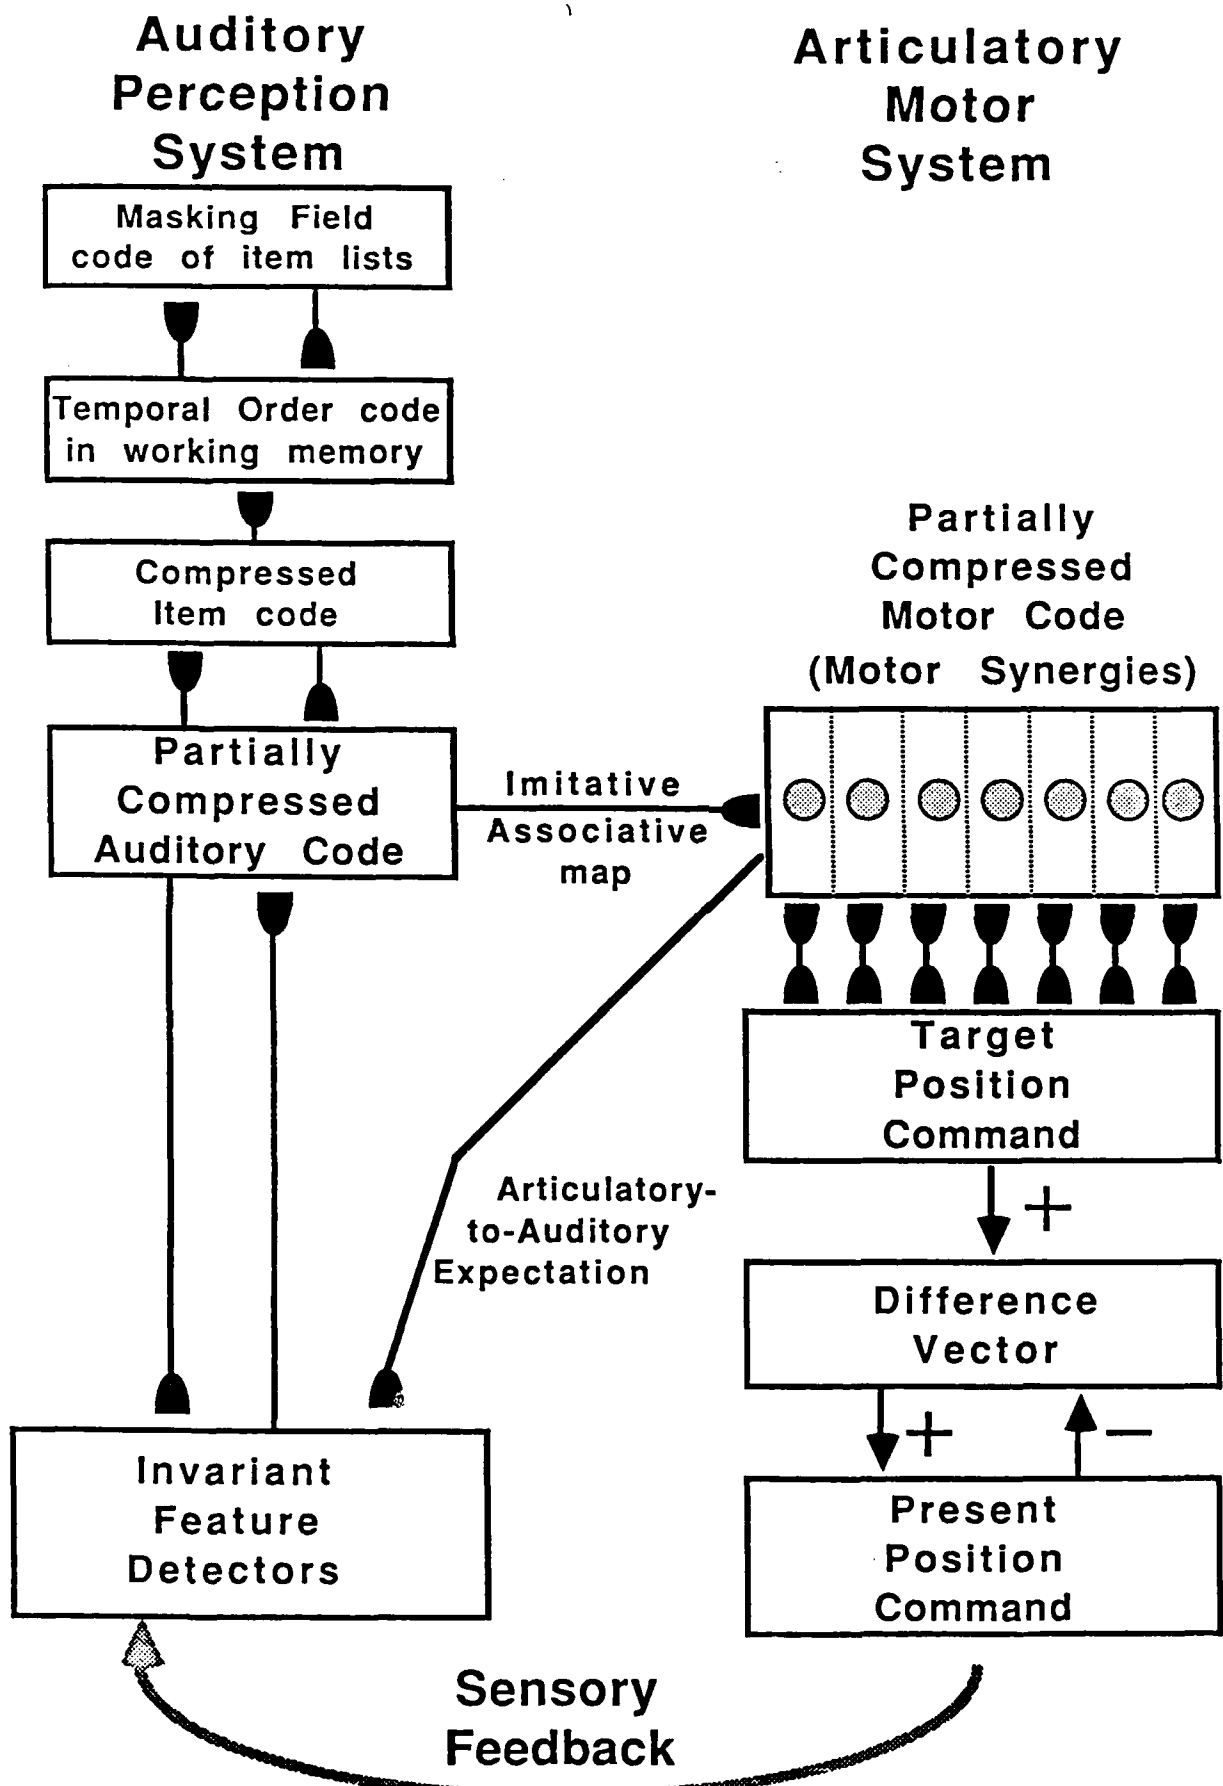 Auditory
Perception
System
Masking Field
code of item lists
Temporal Order code
in working memory
Compressed
Item code
Partially
Compressed
Auditory Code
Imitative
Associative
map
Articulatory-
to-Auditory
Expectation
Invariant
Feature
Detectors
Articulatory
Motor
System
Partially
Compressed
Motor Code
(Motor Synergies)
Target
Position
Command
+
Difference
Vector
+ −
Present
Position
Command
Sensory
Feedback